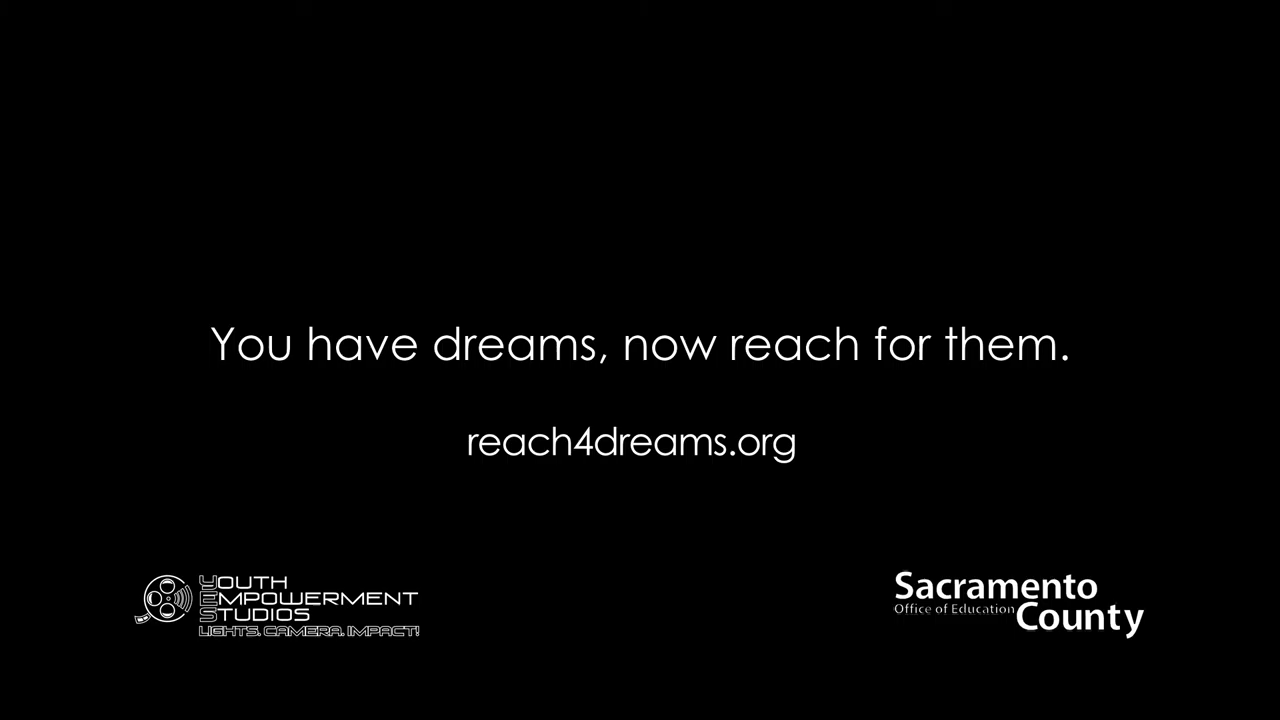 You have dreams, now reach for them.
reach4dreams.org
YOUTH
EMPOWERMENT
STUDIOS
LIGHTS. CAMERA. IMPACT!
Sacramento
Office of Education
County